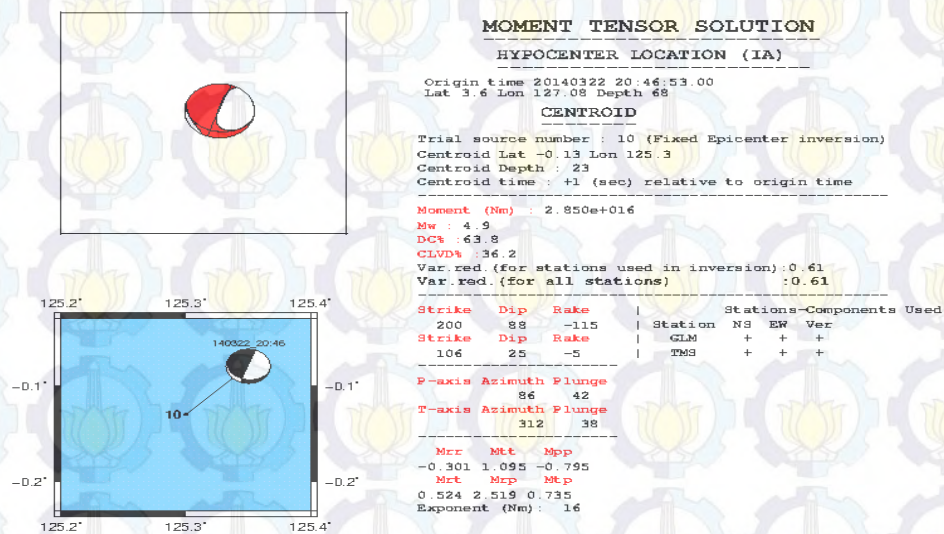 MOMENT TENSOR SOLUTION
HYPOCENTER LOCATION (IA)
Origin time 20140322 20:46:53.00
Lat 3.6 Lon 127.08 Depth 68
CENTROID
Trial source number : 10 (Fixed Epicenter inversion)
Centroid Lat -0.13 Lon 125.3
Centroid Depth : 23
Centroid time : +1 (sec) relative to origin time
Moment (Nm) : 2.850e+016
Mw : 4.9
DC% :63.8
CLVD% :36.2
Var.red.(for stations used in inversion):0.61
Var.red.(for all stations) :0.61
Strike Dip Rake | Stations-Components Used
200 88 -115 | Station NS EW Ver
Strike Dip Rake | GLM + + +
106 25 -5 | TMS + + +
P-axis Azimuth Plunge
86 42
T-axis Azimuth Plunge
312 38
Mrr Mtt Mpp
-0.301 1.095 -0.795
Mrt Mrp Mtp
0.524 2.519 0.735
Exponent (Nm): 16
125.2° 125.3° 125.4°
140322_20:46
-0.1° -0.1°
10
-0.2° -0.2°
125.2° 125.3° 125.4°